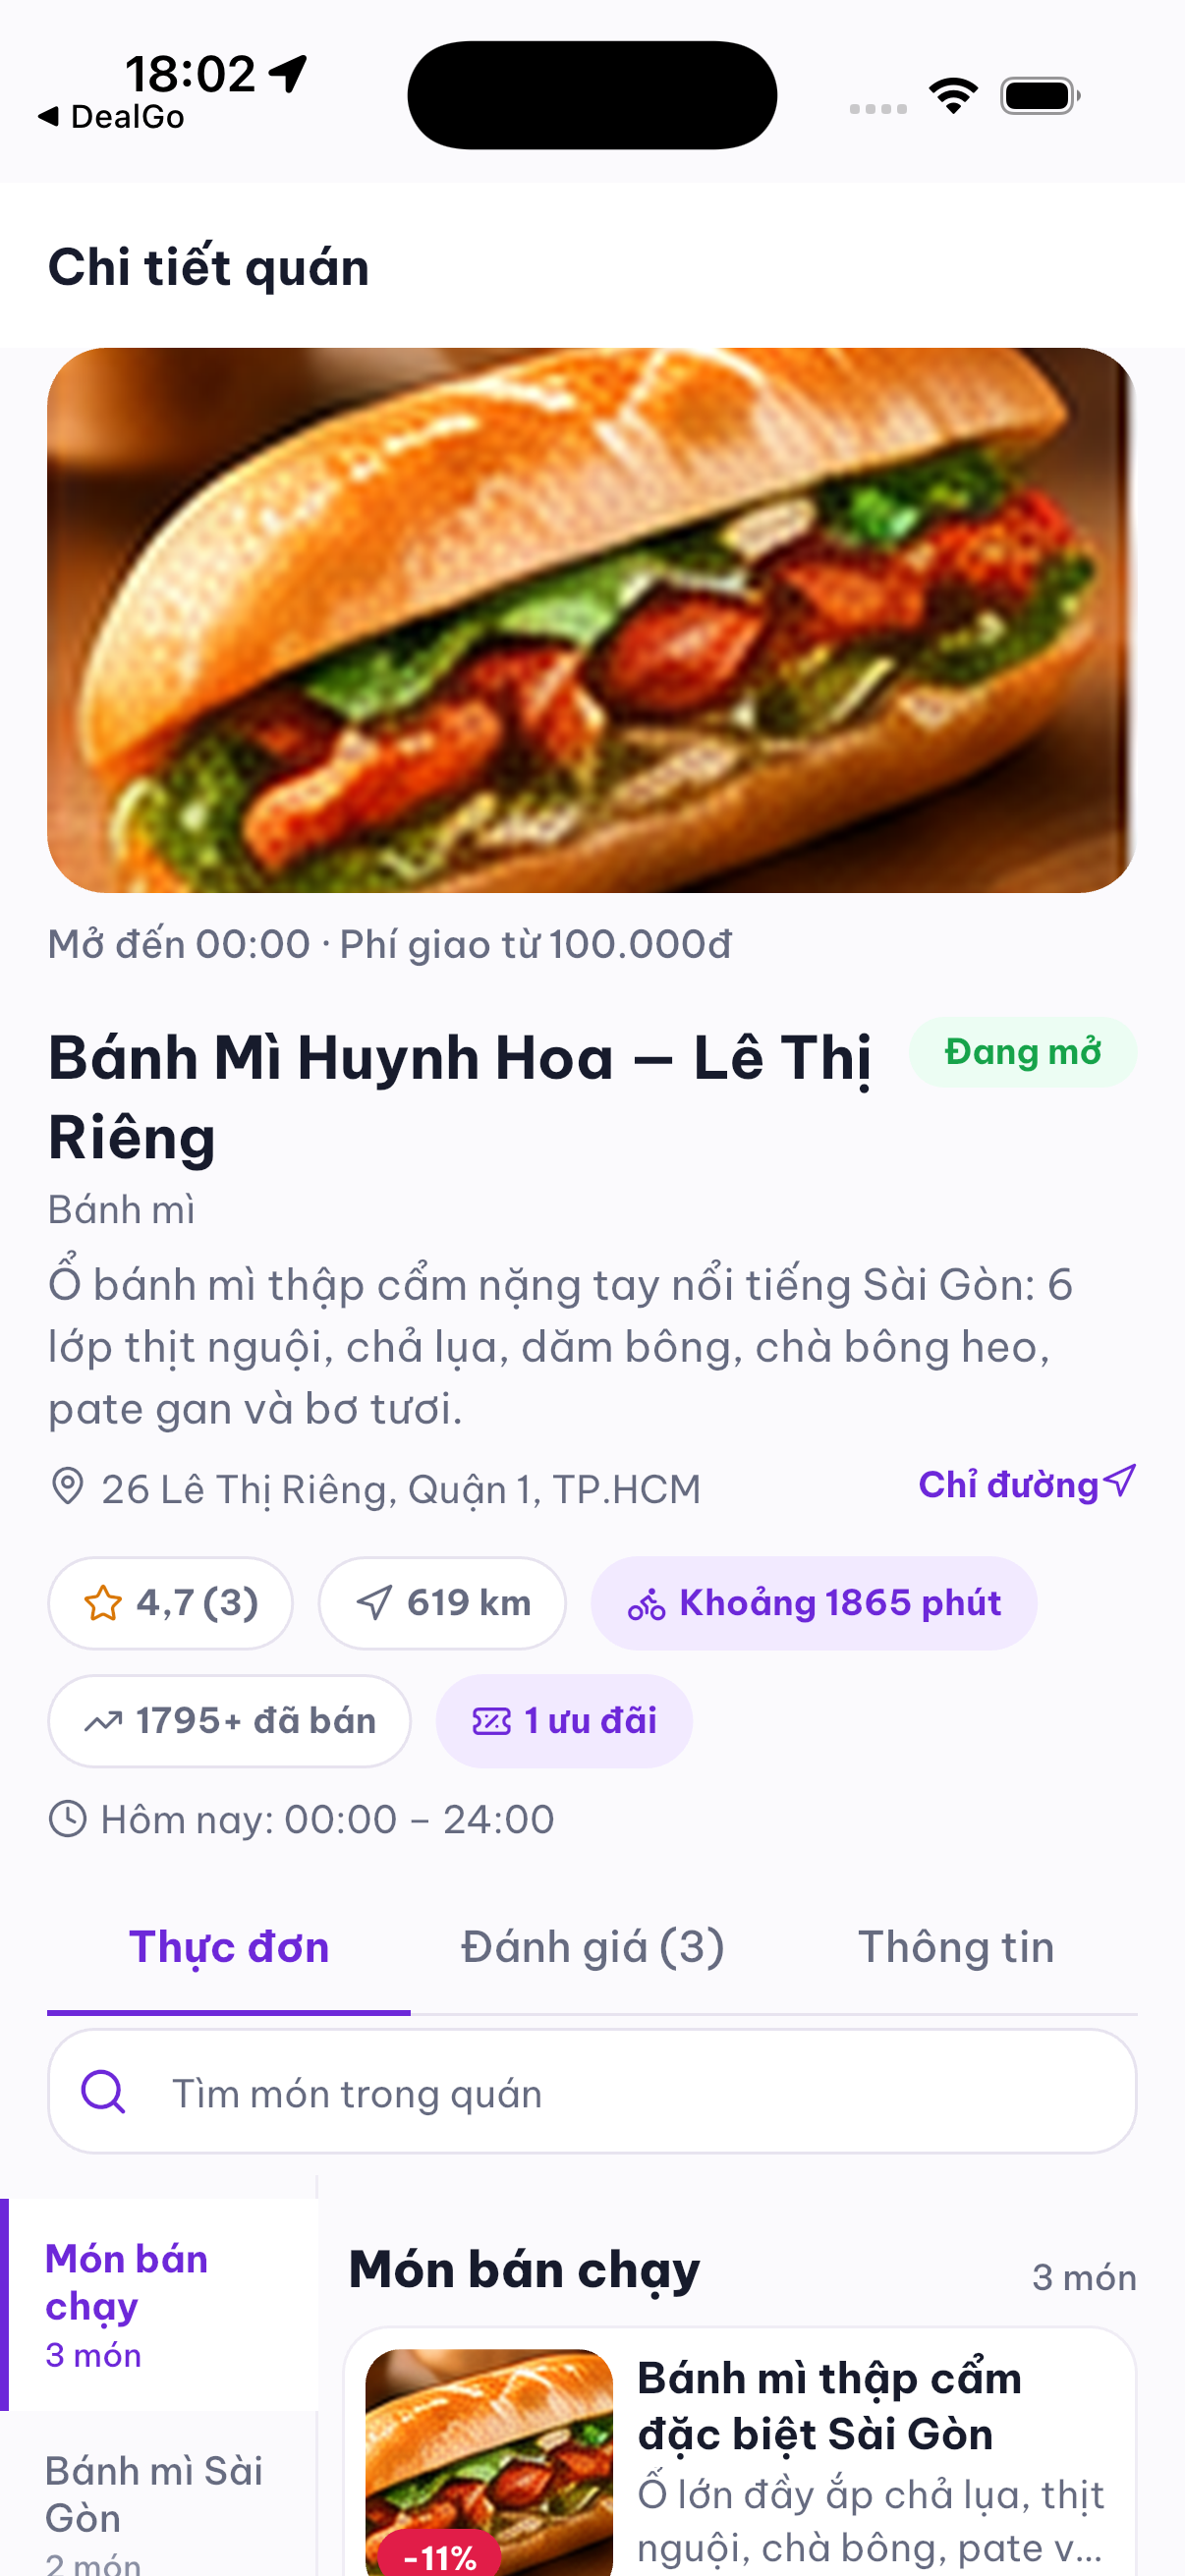 18:02
DealGo
Chi tiết quán
Mở đến 00:00 · Phí giao từ 100.000đ
Bánh Mì Huynh Hoa — Lê Thị
Riêng
Đang mở
Bánh mì
Ổ bánh mì thập cẩm nặng tay nổi tiếng Sài Gòn: 6
lớp thịt nguội, chả lụa, dăm bông, chà bông heo,
pate gan và bơ tươi.
26 Lê Thị Riêng, Quận 1, TP.HCM
Chỉ đường
4,7 (3)
619 km
Khoảng 1865 phút
1795+ đã bán
1 ưu đãi
Hôm nay: 00:00 – 24:00
Thực đơn
Đánh giá (3)
Thông tin
Tìm món trong quán
Món bán
chạy
3 món
Bánh mì Sài
Gòn
2 món
Món bán chạy
3 món
Bánh mì thập cẩm
đặc biệt Sài Gòn
Ổ lớn đầy ắp chả lụa, thịt
nguội, chà bông, pate v...
-11%